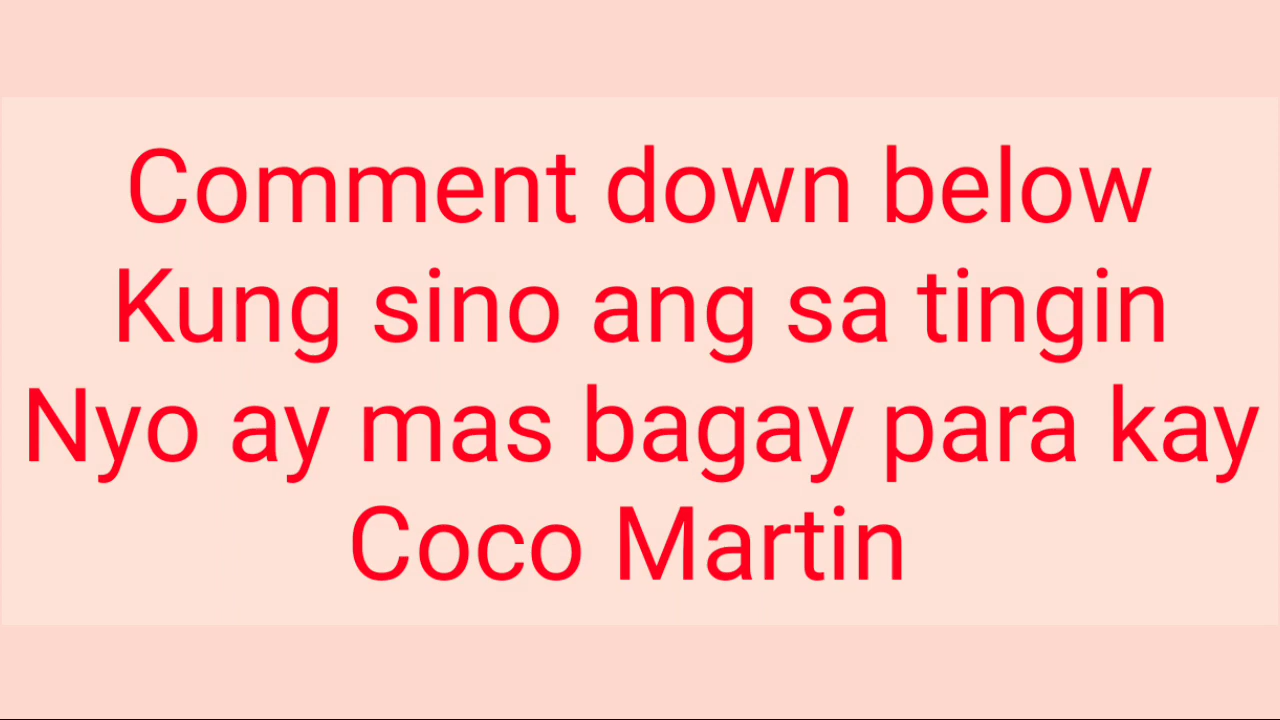 Comment down below
Kung sino ang sa tingin
Nyo ay mas bagay para kay
Coco Martin